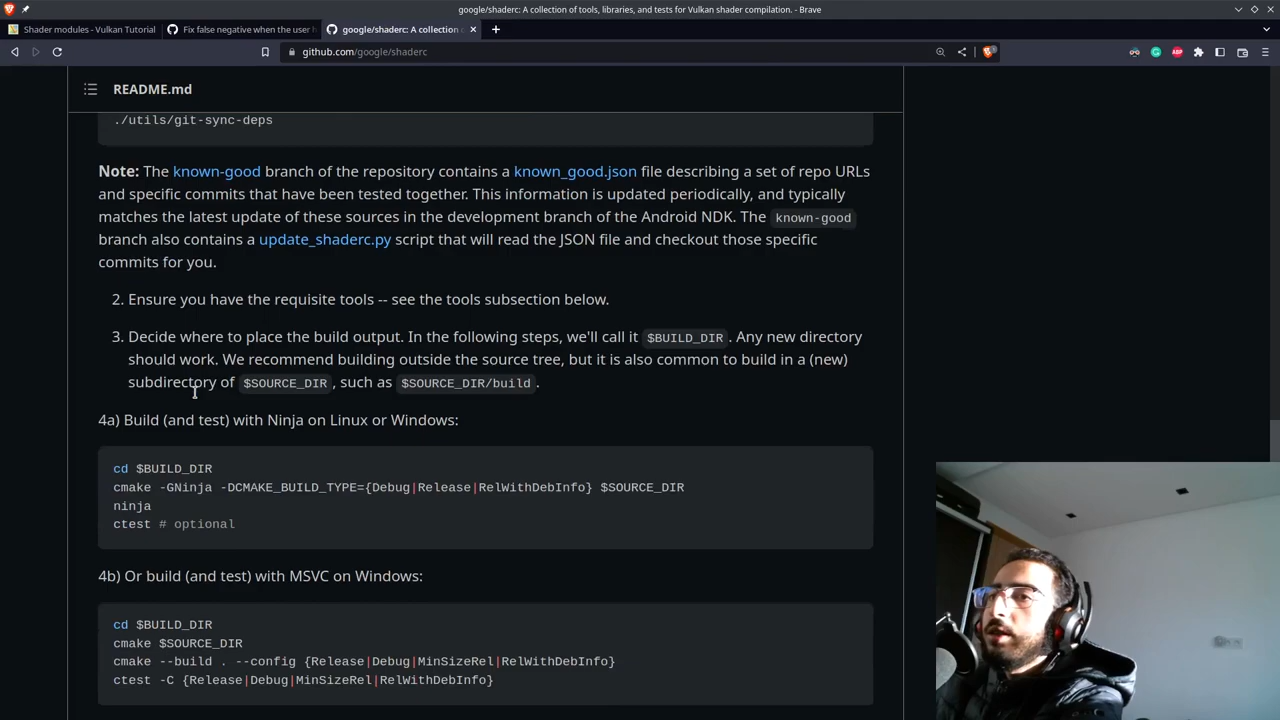 google/shaderc: A collection of tools, libraries, and tests for Vulkan shader compilation. - Brave
Shader modules - Vulkan Tutorial
Fix false negative when the user h
google/shaderc: A collection o
github.com/google/shaderc
README.md
./utils/git-sync-deps
Note: The known-good branch of the repository contains a known_good.json file describing a set of repo URLs
and specific commits that have been tested together. This information is updated periodically, and typically
matches the latest update of these sources in the development branch of the Android NDK. The known-good
branch also contains a update_shaderc.py script that will read the JSON file and checkout those specific
commits for you.
2. Ensure you have the requisite tools -- see the tools subsection below.
3. Decide where to place the build output. In the following steps, we'll call it $BUILD_DIR. Any new directory
should work. We recommend building outside the source tree, but it is also common to build in a (new)
subdirectory of $SOURCE_DIR, such as $SOURCE_DIR/build.
4a) Build (and test) with Ninja on Linux or Windows:
cd $BUILD_DIR
cmake -GNinja -DCMAKE_BUILD_TYPE={Debug|Release|RelWithDebInfo} $SOURCE_DIR
ninja
ctest # optional
4b) Or build (and test) with MSVC on Windows:
cd $BUILD_DIR
cmake $SOURCE_DIR
cmake --build . --config {Release|Debug|MinSizeRel|RelWithDebInfo}
ctest -C {Release|Debug|MinSizeRel|RelWithDebInfo}